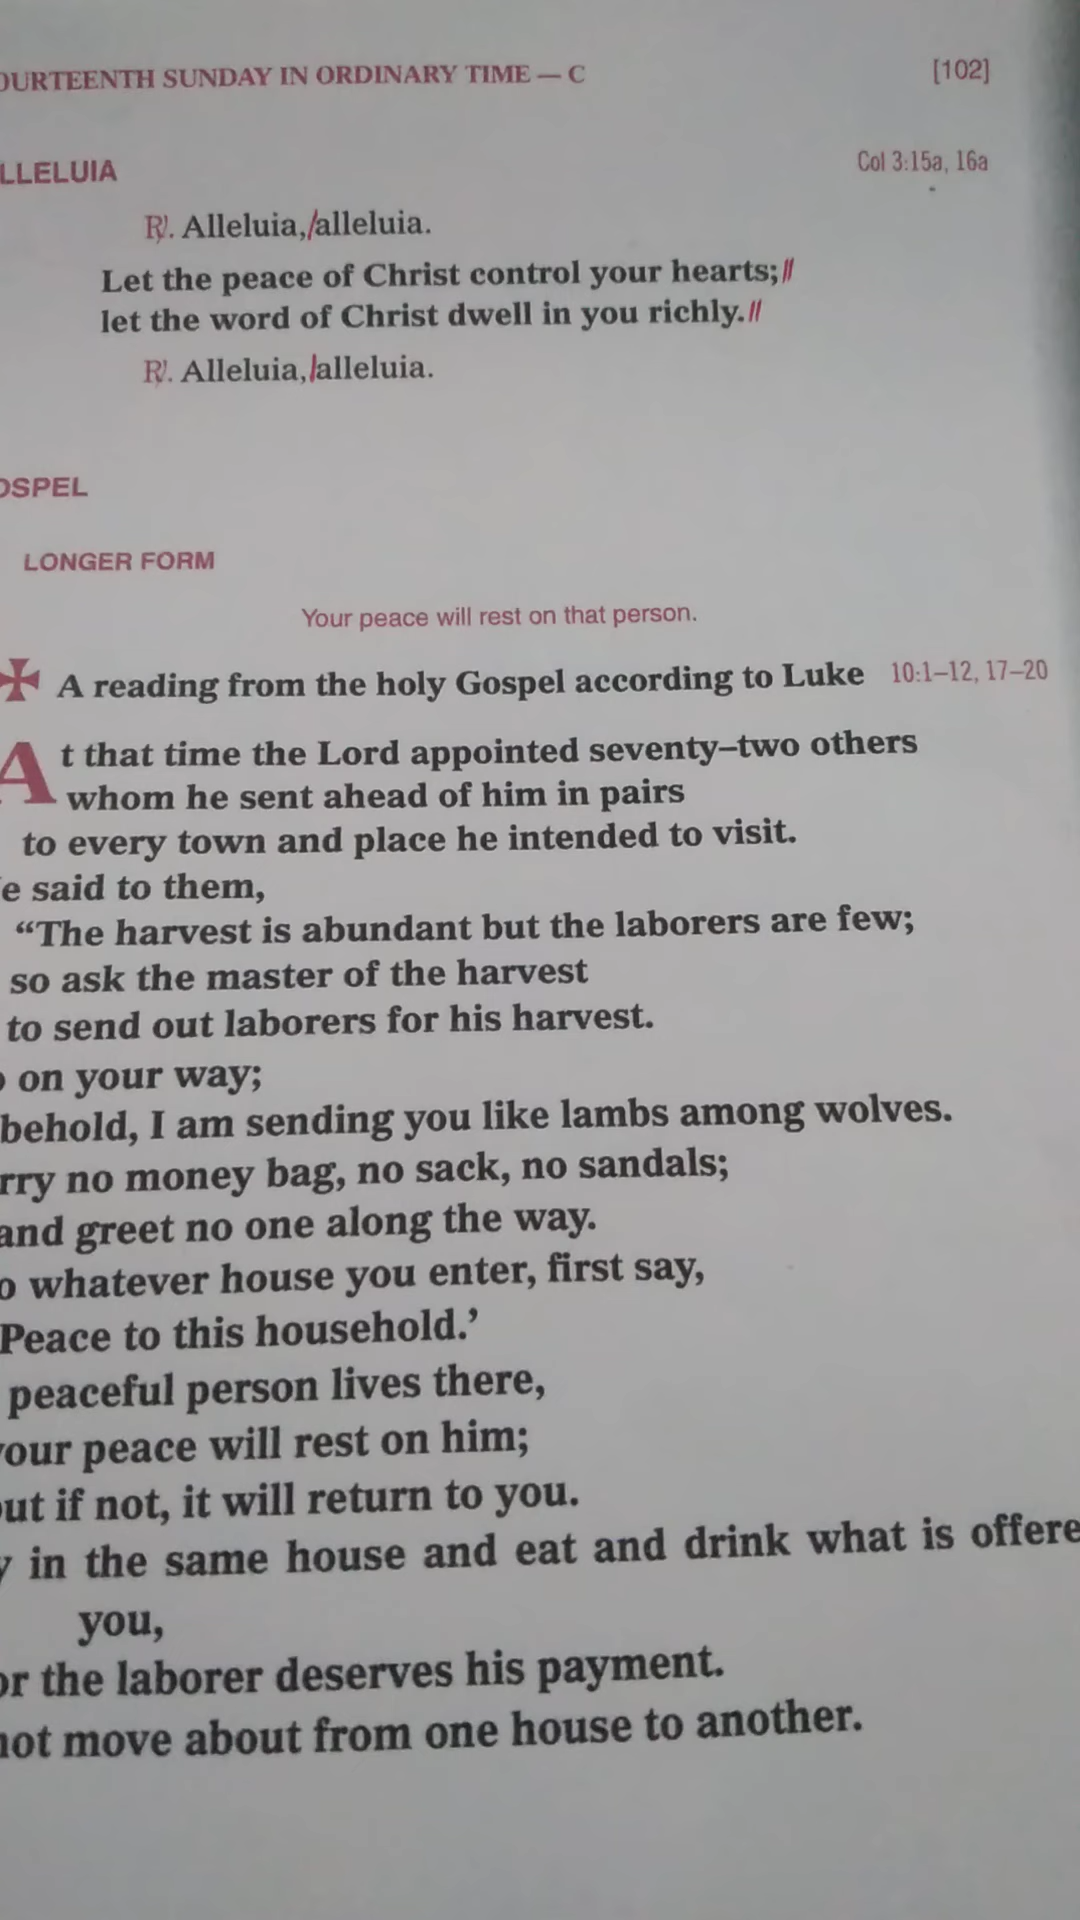 OURTEENTH SUNDAY IN ORDINARY TIME — C [102]
LLELUIA Col 3:15a, 16a
℟. Alleluia,/alleluia.
Let the peace of Christ control your hearts;//
let the word of Christ dwell in you richly.//
℟. Alleluia,/alleluia.
OSPEL
LONGER FORM
Your peace will rest on that person.
✠ A reading from the holy Gospel according to Luke 10:1–12, 17–20
At that time the Lord appointed seventy–two others
whom he sent ahead of him in pairs
to every town and place he intended to visit.
e said to them,
“The harvest is abundant but the laborers are few;
so ask the master of the harvest
to send out laborers for his harvest.
o on your way;
behold, I am sending you like lambs among wolves.
rry no money bag, no sack, no sandals;
and greet no one along the way.
o whatever house you enter, first say,
Peace to this household.’
peaceful person lives there,
your peace will rest on him;
out if not, it will return to you.
y in the same house and eat and drink what is offere
you,
or the laborer deserves his payment.
not move about from one house to another.